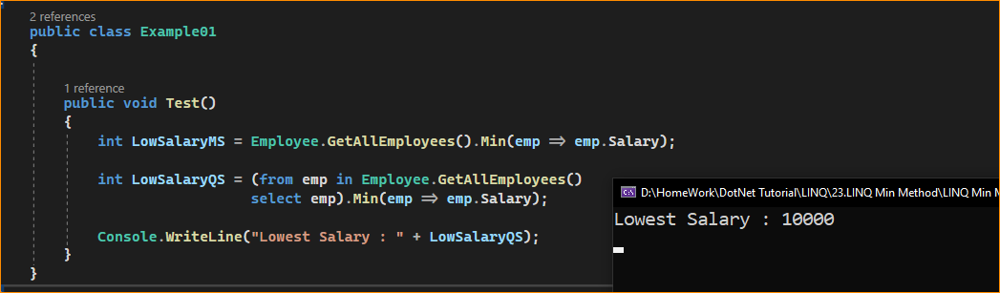 2 references
public class Example01
{
1 reference
public void Test()
{
int LowSalaryMS = Employee.GetAllEmployees().Min(emp => emp.Salary);
int LowSalaryQS = (from emp in Employee.GetAllEmployees()
select emp).Min(emp => emp.Salary);
Console.WriteLine("Lowest Salary : " + LowSalaryQS);
}
}
D:\HomeWork\DotNet Tutorial\LINQ\23.LINQ Min Method\LINQ Min M
Lowest Salary : 10000